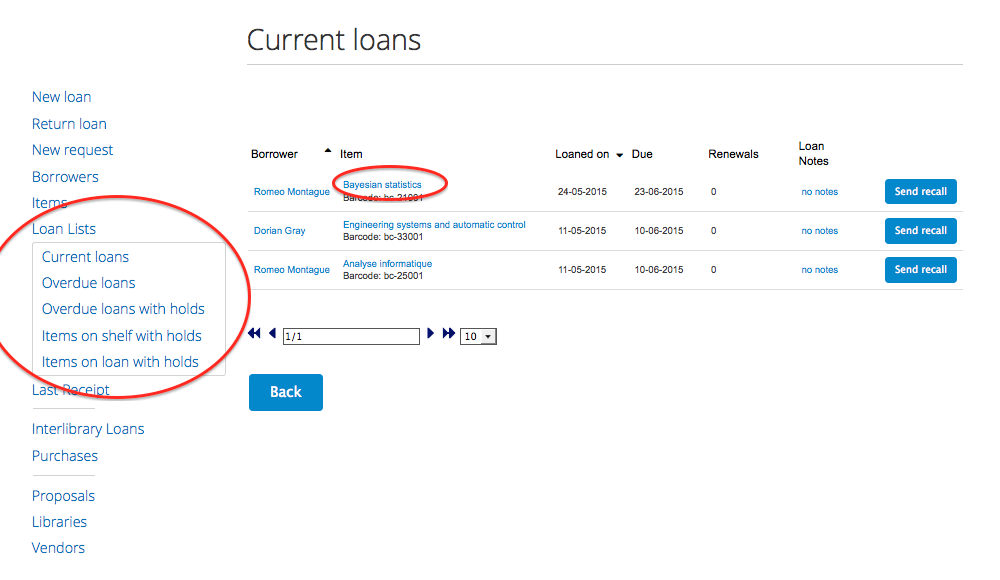 Current loans
New loan
Return loan
New request
Borrowers
Items
Loan Lists
Current loans
Overdue loans
Overdue loans with holds
Items on shelf with holds
Items on loan with holds
Last Receipt
Interlibrary Loans
Purchases
Proposals
Libraries
Vendors
Borrower Item Loaned on Due Renewals Loan Notes
Romeo Montague Bayesian statistics 24-05-2015 23-06-2015 0 no notes Send recall
Barcode: bc-21001
Dorian Gray Engineering systems and automatic control 11-05-2015 10-06-2015 0 no notes Send recall
Barcode: bc-33001
Romeo Montague Analyse informatique 11-05-2015 10-06-2015 0 no notes Send recall
Barcode: bc-25001
1/1 10
Back